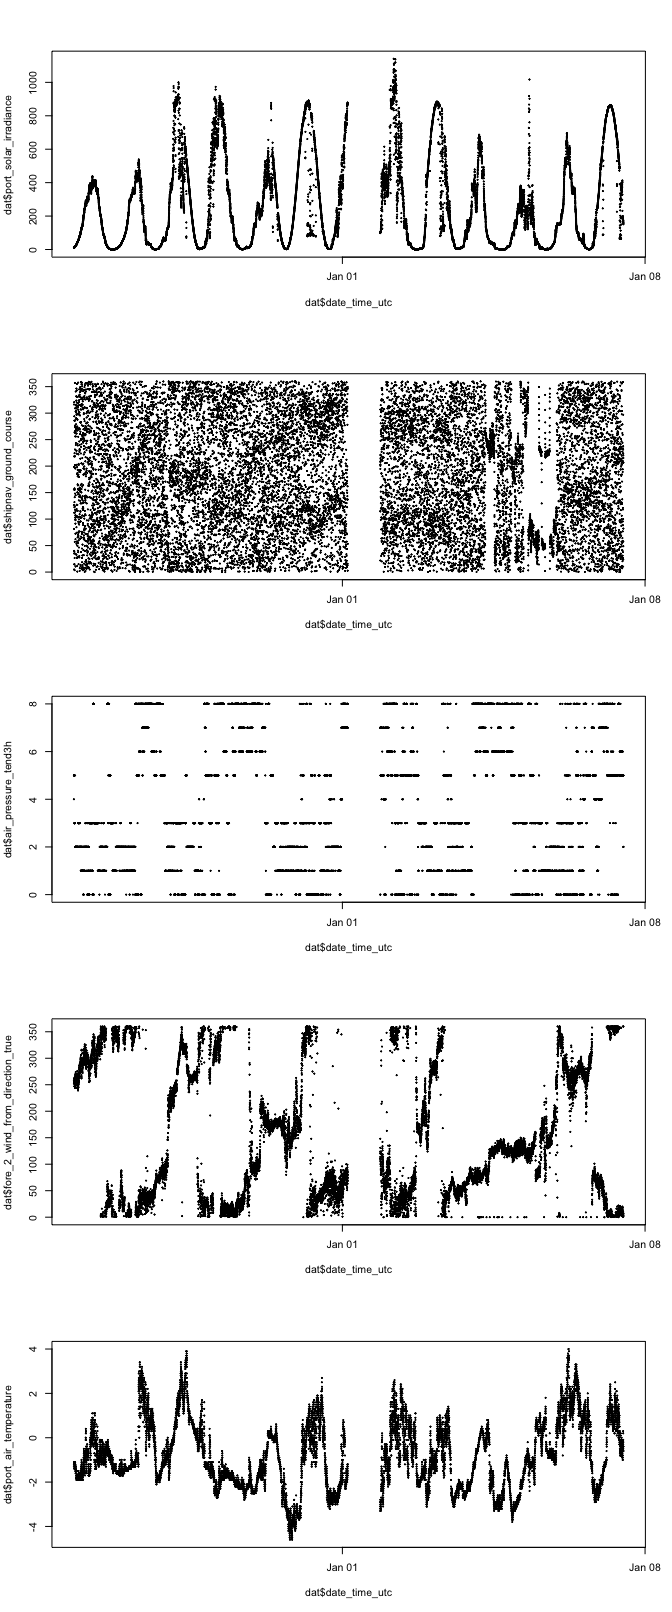 dat$port_solar_irradiance
0 200 400 600 800 1000
Jan 01 Jan 08
dat$date_time_utc
dat$shipnav_ground_course
0 50 100 150 200 250 300 350
Jan 01 Jan 08
dat$date_time_utc
dat$air_pressure_tend3h
0 2 4 6 8
Jan 01 Jan 08
dat$date_time_utc
dat$fore_2_wind_from_direction_true
0 50 100 150 200 250 300 350
Jan 01 Jan 08
dat$date_time_utc
dat$port_air_temperature
-4 -2 0 2 4
Jan 01 Jan 08
dat$date_time_utc